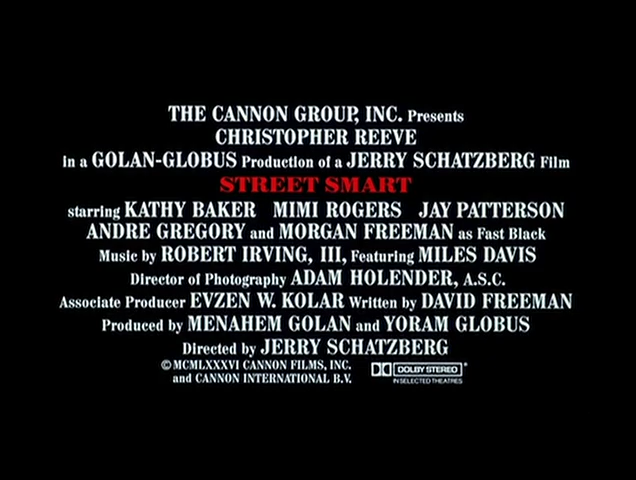 THE CANNON GROUP, INC. Presents
CHRISTOPHER REEVE
in a GOLAN-GLOBUS Production of a JERRY SCHATZBERG Film
STREET SMART
starring KATHY BAKER MIMI ROGERS JAY PATTERSON
ANDRE GREGORY and MORGAN FREEMAN as Fast Black
Music by ROBERT IRVING, III, Featuring MILES DAVIS
Director of Photography ADAM HOLENDER, A.S.C.
Associate Producer EVZEN W. KOLAR Written by DAVID FREEMAN
Produced by MENAHEM GOLAN and YORAM GLOBUS
Directed by JERRY SCHATZBERG
© MCMLXXXVI CANNON FILMS, INC.
and CANNON INTERNATIONAL B.V.
DOLBY STEREO
IN SELECTED THEATRES